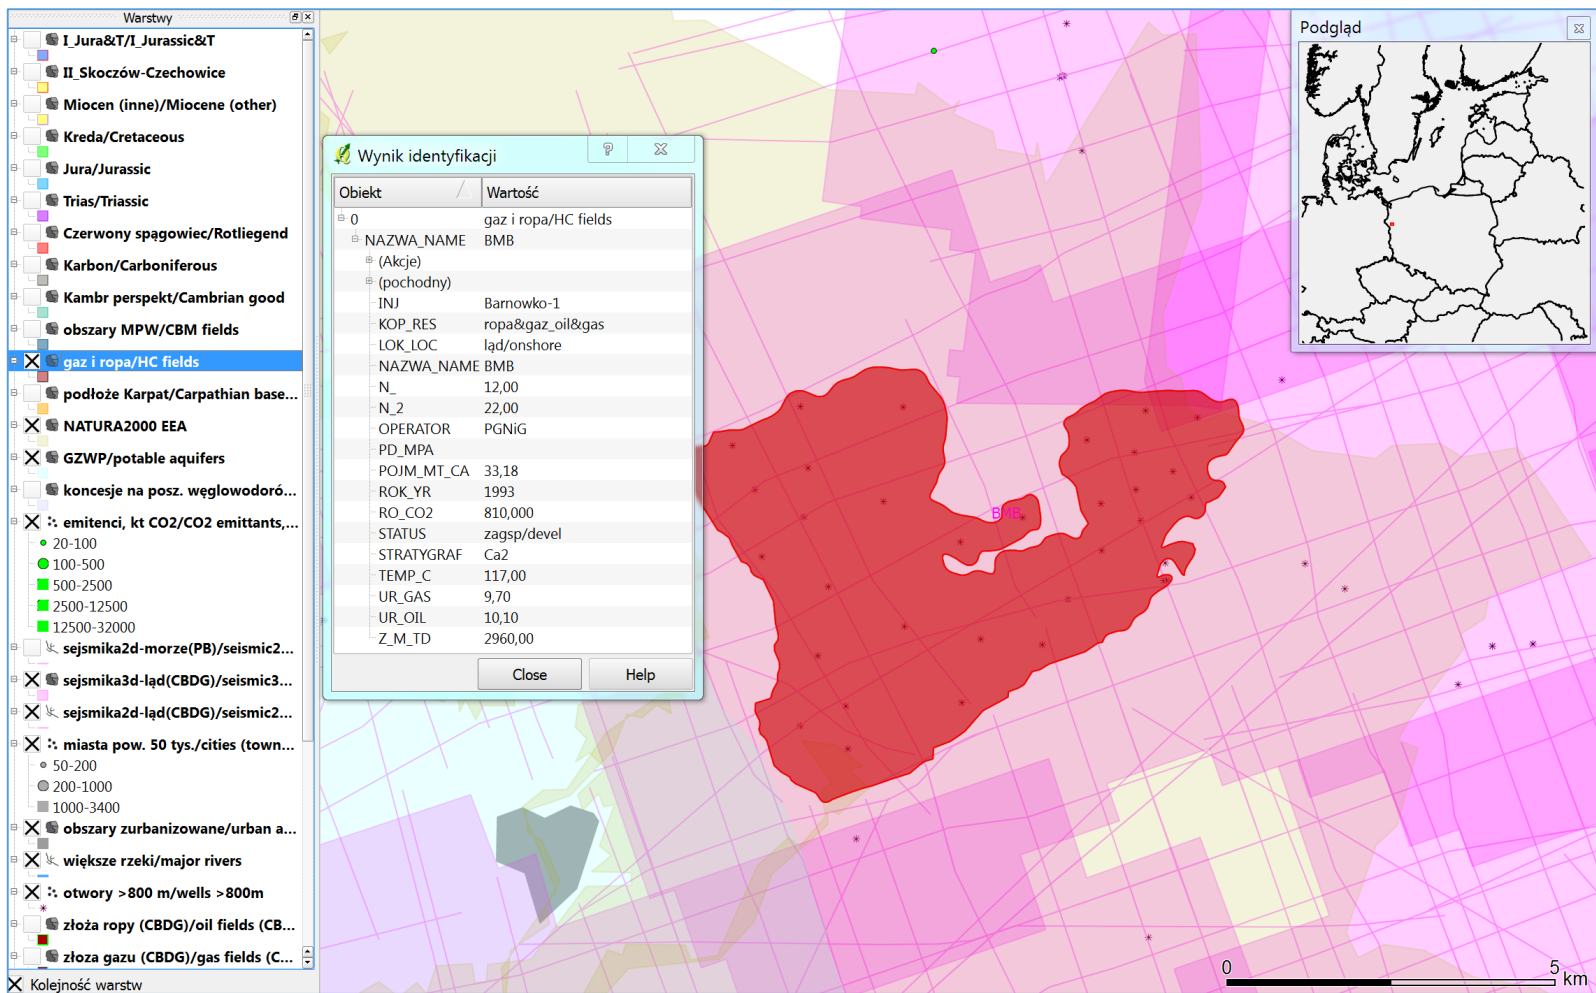 Warstwy
I_Jura&T/I_Jurassic&T
II_Skoczów-Czechowice
Miocen (inne)/Miocene (other)
Kreda/Cretaceous
Jura/Jurassic
Trias/Triassic
Czerwony spągowiec/Rotliegend
Karbon/Carboniferous
Kambr perspekt/Cambrian good
obszary MPW/CBM fields
gaz i ropa/HC fields
podłoże Karpat/Carpathian base...
NATURA2000 EEA
GZWP/potable aquifers
koncesje na posz. węglowodoró...
emitenci, kt CO2/CO2 emittants,...
20-100
100-500
500-2500
2500-12500
12500-32000
sejsmika2d-morze(PB)/seismic2...
sejsmika3d-ląd(CBDG)/seismic3...
sejsmika2d-ląd(CBDG)/seismic2...
miasta pow. 50 tys./cities (town...
50-200
200-1000
1000-3400
obszary zurbanizowane/urban a...
większe rzeki/major rivers
otwory >800 m/wells >800m
złoża ropy (CBDG)/oil fields (CB...
złoza gazu (CBDG)/gas fields (C...
Kolejność warstw
Wynik identyfikacji
Obiekt Wartość
0 gaz i ropa/HC fields
NAZWA_NAME BMB
(Akcje)
(pochodny)
INJ Barnowko-1
KOP_RES ropa&gaz_oil&gas
LOK_LOC ląd/onshore
NAZWA_NAME BMB
N_ 12,00
N_2 22,00
OPERATOR PGNiG
PD_MPA
POJM_MT_CA 33,18
ROK_YR 1993
RO_CO2 810,000
STATUS zagsp/devel
STRATYGRAF Ca2
TEMP_C 117,00
UR_GAS 9,70
UR_OIL 10,10
Z_M_TD 2960,00
Close Help
BMB
Podgląd
0 5 km